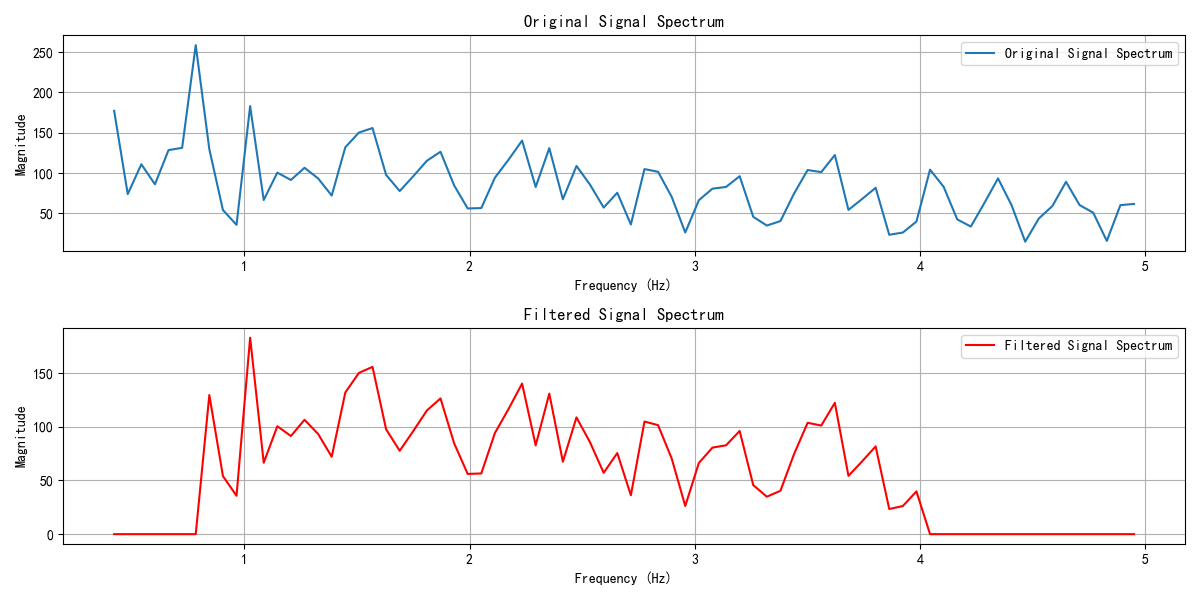 Original Signal Spectrum
Original Signal Spectrum
Magnitude
250
200
150
100
50
1
2
3
4
5
Frequency (Hz)
Filtered Signal Spectrum
Filtered Signal Spectrum
Magnitude
150
100
50
0
1
2
3
4
5
Frequency (Hz)